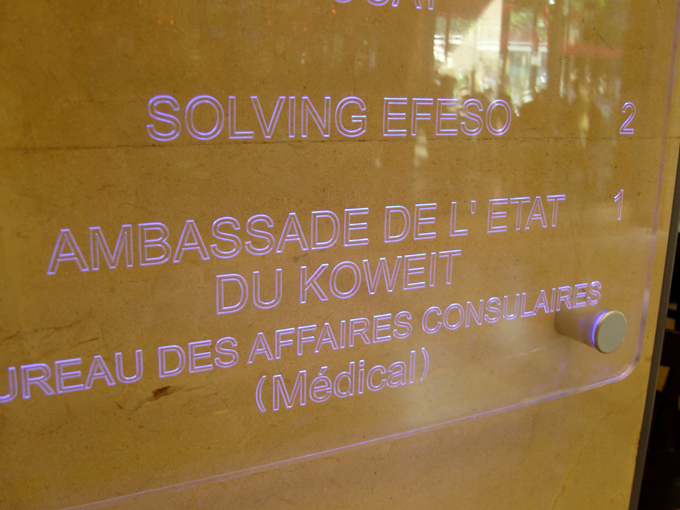 SOLVING EFESO 2
AMBASSADE DE L'ETAT 1
DU KOWEIT
UREAU DES AFFAIRES CONSULAIRES
(Médical)